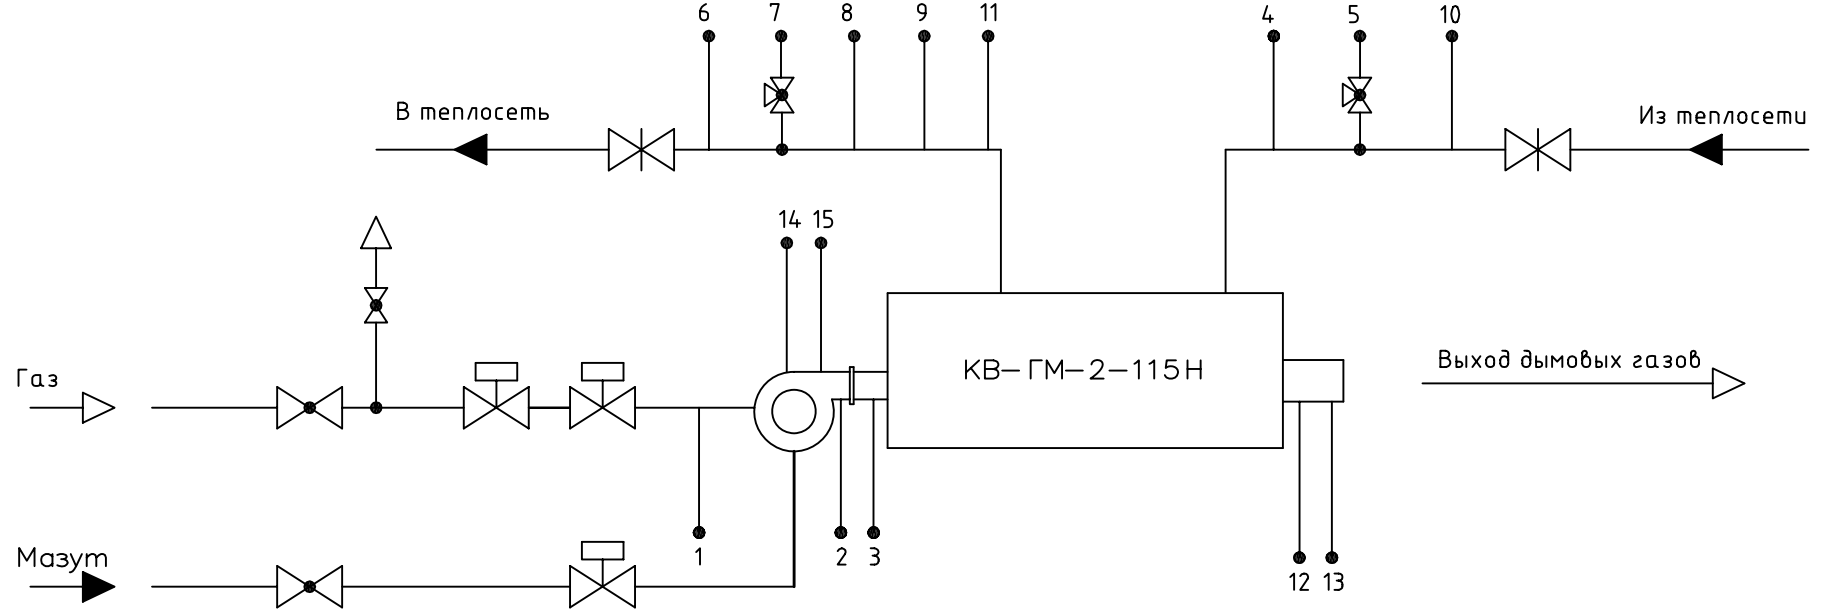 6 7 8 9 11 4 5 10
В теплосеть
Из теплосети
14 15
КВ-ГМ-2-115Н
Выход дымовых газов
Газ
1 2 3
Мазут
12 13